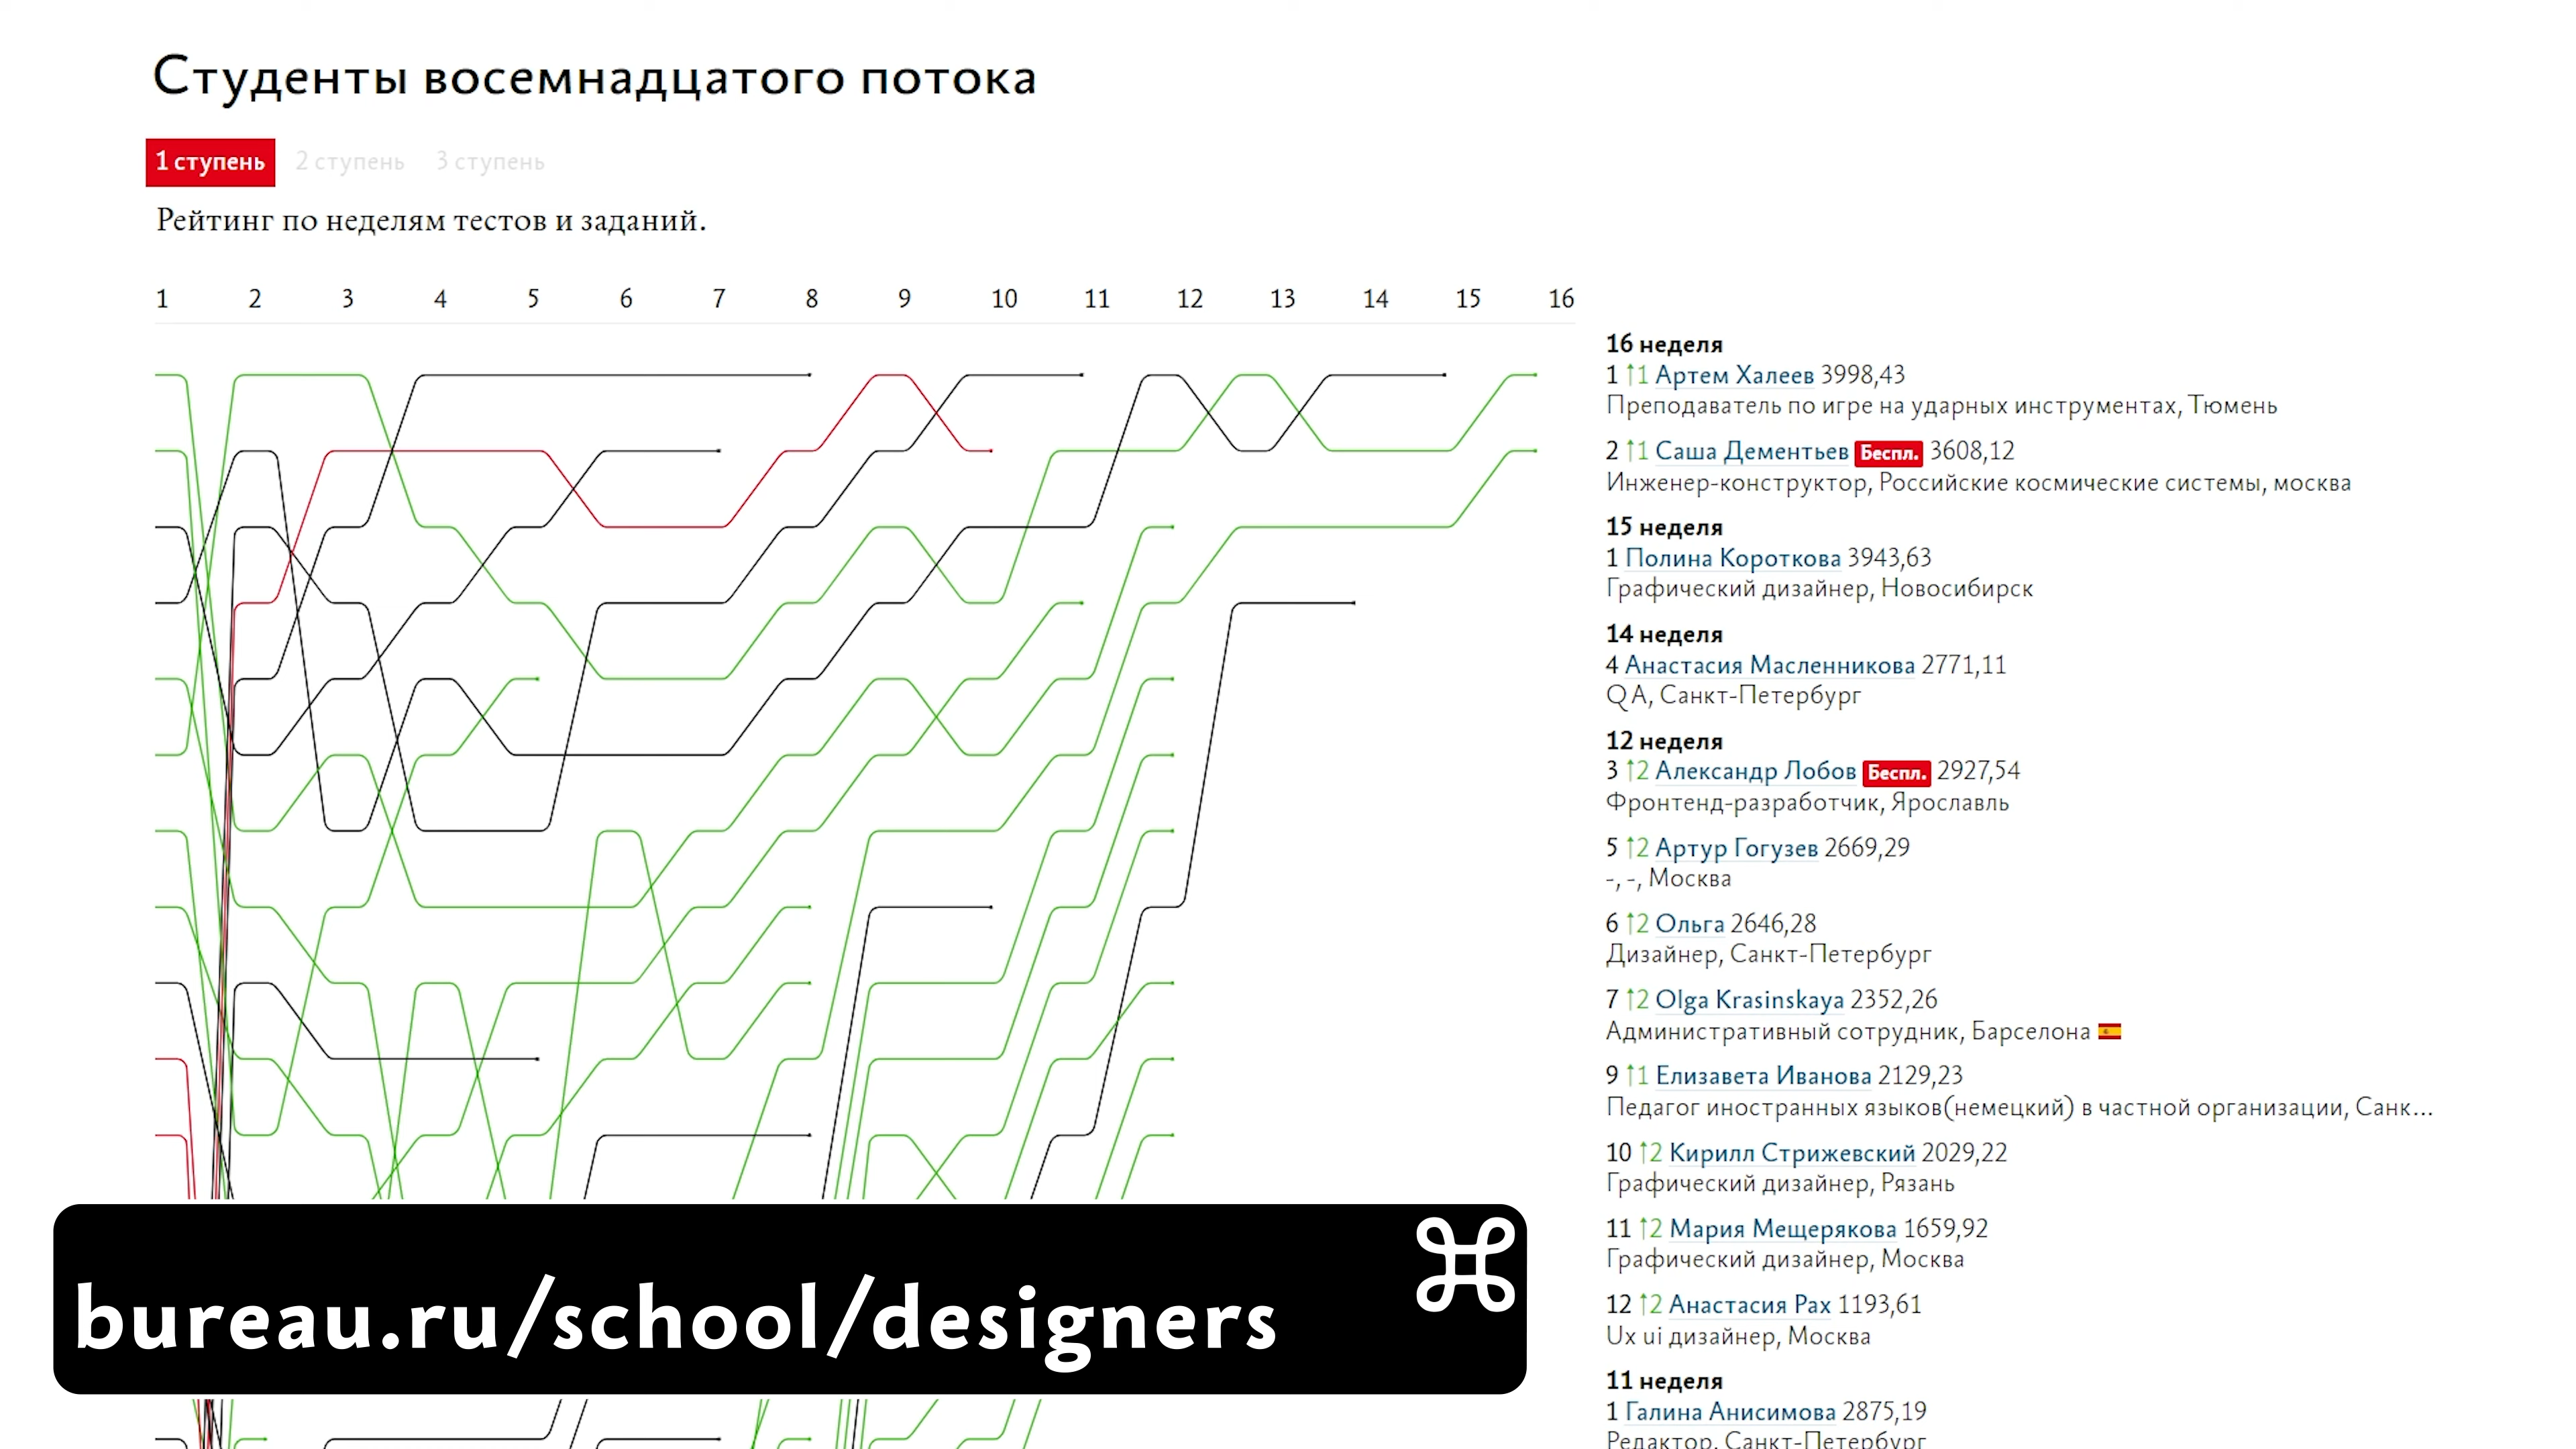 Студенты восемнадцатого потока
1 ступень 2 ступень 3 ступень
Рейтинг по неделям тестов и заданий.
1 2 3 4 5 6 7 8 9 10 11 12 13 14 15 16
16 неделя
1 ↑1 Артем Халеев 3998,43
Преподаватель по игре на ударных инструментах, Тюмень
2 ↑1 Саша Дементьев Беспл. 3608,12
Инженер-конструктор, Российские космические системы, москва
15 неделя
1 Полина Короткова 3943,63
Графический дизайнер, Новосибирск
14 неделя
4 Анастасия Масленникова 2771,11
QA, Санкт-Петербург
12 неделя
3 ↑2 Александр Лобов Беспл. 2927,54
Фронтенд-разработчик, Ярославль
5 ↑2 Артур Гогузев 2669,29
-, -, Москва
6 ↑2 Ольга 2646,28
Дизайнер, Санкт-Петербург
7 ↑2 Olga Krasinskaya 2352,26
Административный сотрудник, Барселона
9 ↑1 Елизавета Иванова 2129,23
Педагог иностранных языков(немецкий) в частной организации, Санк...
10 ↑2 Кирилл Стрижевский 2029,22
Графический дизайнер, Рязань
11 ↑2 Мария Мещерякова 1659,92
Графический дизайнер, Москва
12 ↑2 Анастасия Рах 1193,61
Ux ui дизайнер, Москва
11 неделя
1 Галина Анисимова 2875,19
Редактор, Санкт-Петербург
bureau.ru/school/designers